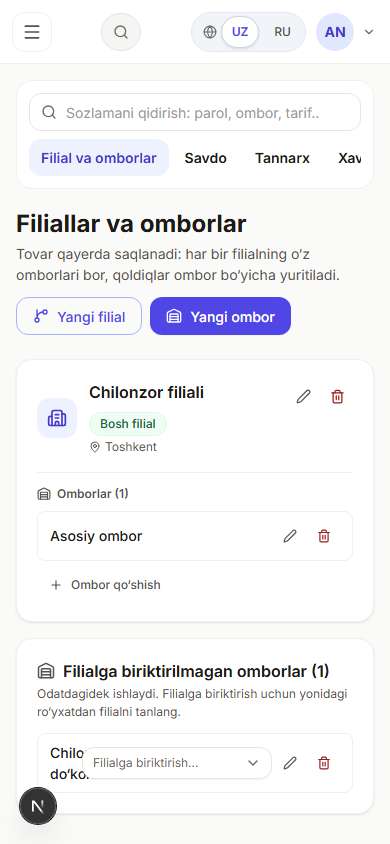 UZ
RU
AN
Sozlamani qidirish: parol, ombor, tarif..
Filial va omborlar
Savdo
Tannarx
Filiallar va omborlar
Tovar qayerda saqlanadi: har bir filialning o‘z
omborlari bor, qoldiqlar ombor bo‘yicha yuritiladi.
Yangi filial
Yangi ombor
Chilonzor filiali
Bosh filial
Toshkent
Omborlar (1)
Asosiy ombor
Ombor qo‘shish
Filialga biriktirilmagan omborlar (1)
Odatdagidek ishlaydi. Filialga biriktirish uchun yonidagi
ro‘yxatdan filialni tanlang.
Filialga biriktirish...
N